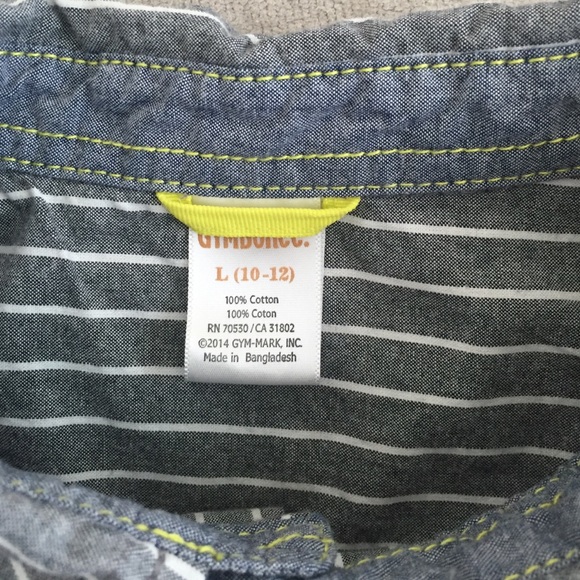 GYMBOREE.
L (10-12)
100% Cotton
100% Coton
RN 70530/CA 31802
©2014 GYM-MARK, INC.
Made in Bangladesh